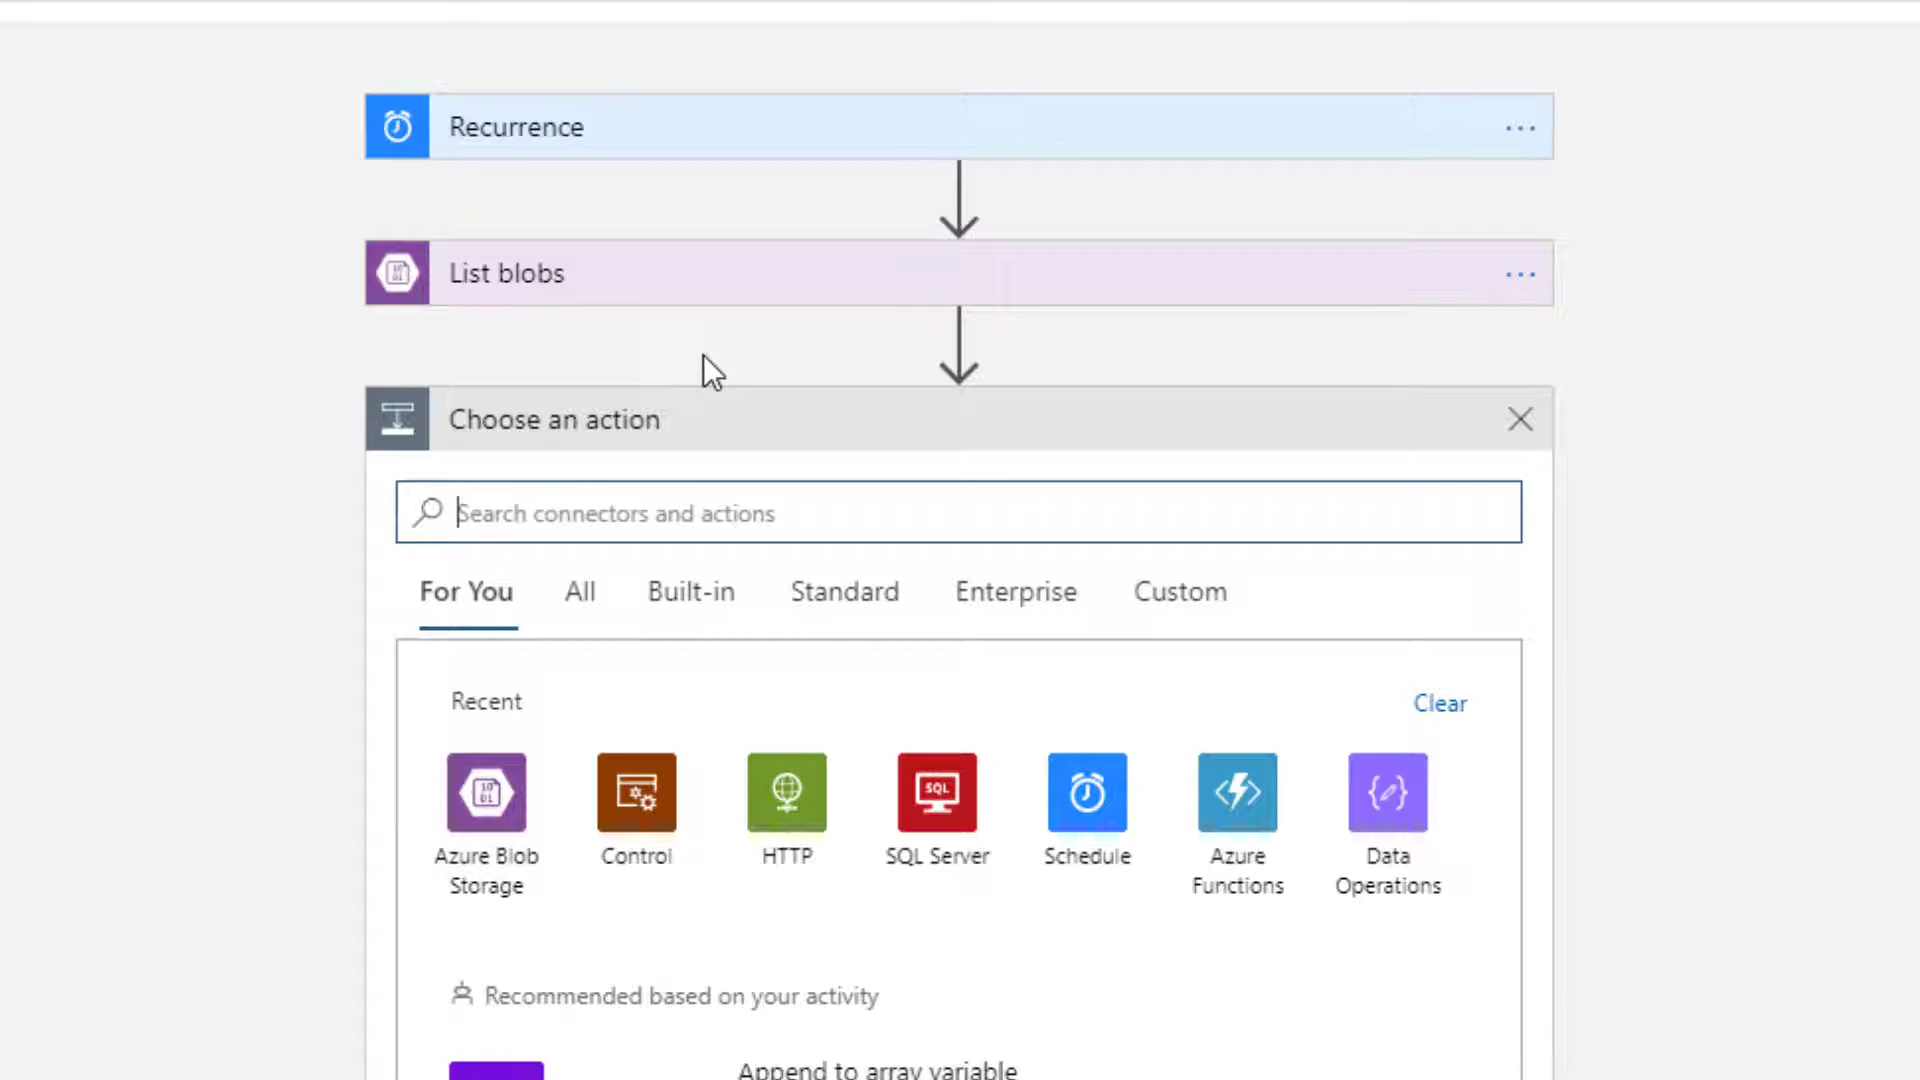 Recurrence
List blobs
Choose an action
Search connectors and actions
For You All Built-in Standard Enterprise Custom
Recent Clear
Azure Blob Storage
Control
HTTP
SQL
SQL Server
Schedule
Azure Functions
Data Operations
Recommended based on your activity
Append to array variable